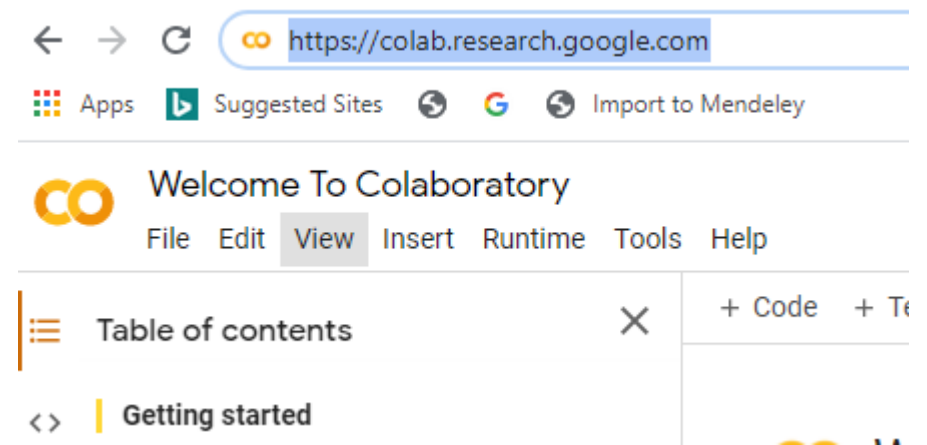 https://colab.research.google.com
Apps Suggested Sites Import to Mendeley
Welcome To Colaboratory
File Edit View Insert Runtime Tools Help
Table of contents
+ Code + Te
Getting started